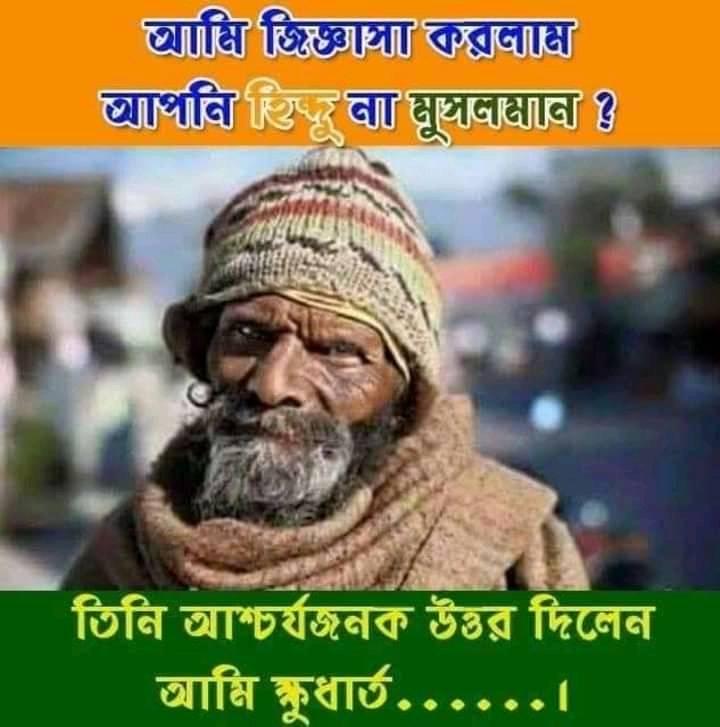 আমি জিজ্ঞাসা করলাম
আপনি হিন্দু না মুসলমান ?
তিনি আশ্চর্যজনক উত্তর দিলেন
আমি ক্ষুধার্ত.......।